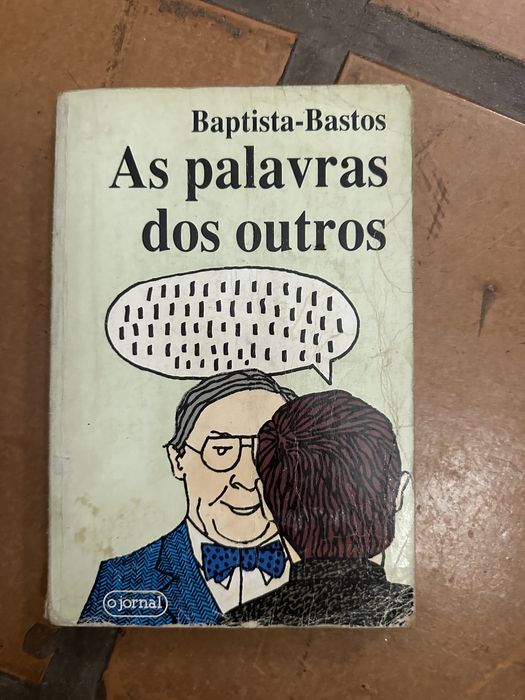 Baptista-Bastos
As palavras
dos outros
o jornal